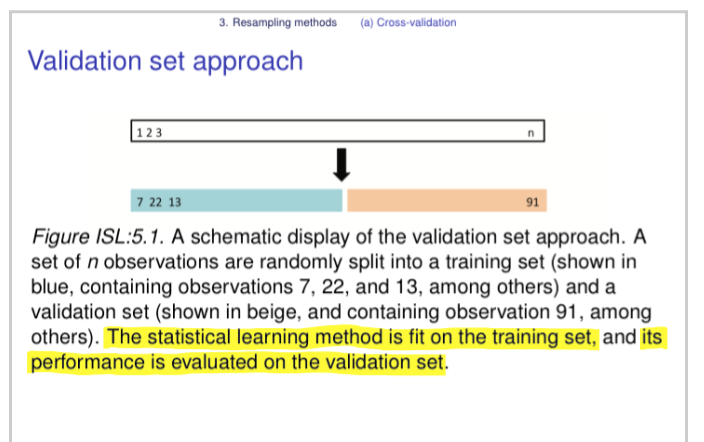 3. Resampling methods (a) Cross-validation
Validation set approach
1 2 3 n
7 22 13 91
Figure ISL:5.1. A schematic display of the validation set approach. A
set of n observations are randomly split into a training set (shown in
blue, containing observations 7, 22, and 13, among others) and a
validation set (shown in beige, and containing observation 91, among
others). The statistical learning method is fit on the training set, and its
performance is evaluated on the validation set.